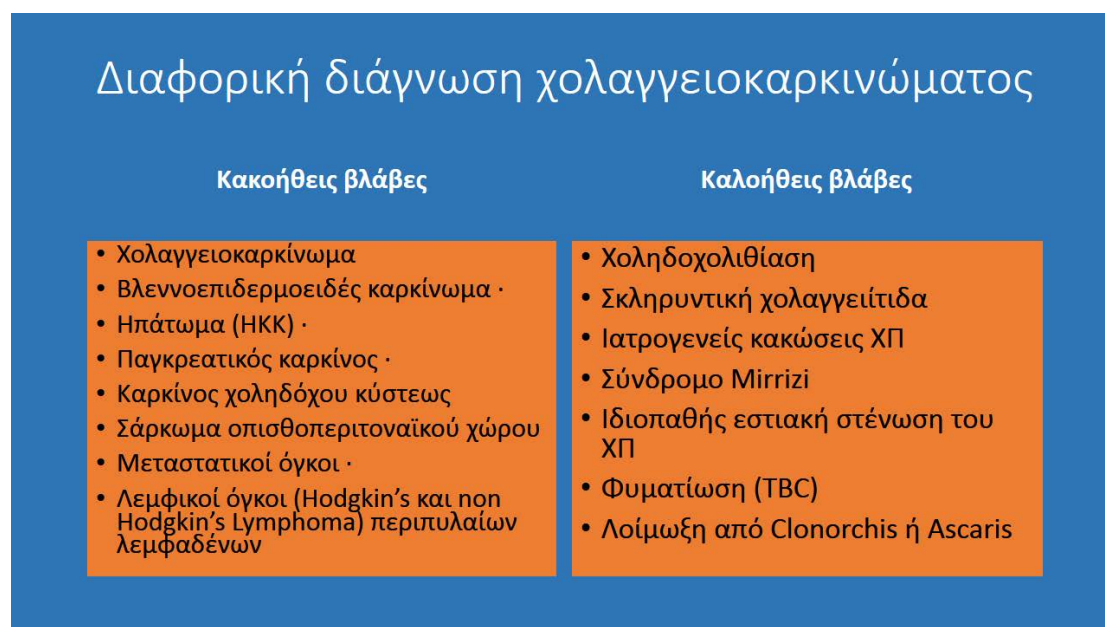 Διαφορική διάγνωση χολαγγειοκαρκινώματος
Κακοήθεις βλάβες
• Χολαγγειοκαρκίνωμα
• Βλεννοεπιδερμοειδές καρκίνωμα ·
• Ηπάτωμα (ΗΚΚ) ·
• Παγκρεατικός καρκίνος ·
• Καρκίνος χοληδόχου κύστεως
• Σάρκωμα οπισθοπεριτοναϊκού χώρου
• Μεταστατικοί όγκοι ·
• Λεμφικοί όγκοι (Hodgkin's και non
Hodgkin's Lymphoma) περιπυλαίων
λεμφαδένων
Καλοήθεις βλάβες
• Χοληδοχολιθίαση
• Σκληρυντική χολαγγειίτιδα
• Ιατρογενείς κακώσεις ΧΠ
• Σύνδρομο Mirrizi
• Ιδιοπαθής εστιακή στένωση του
ΧΠ
• Φυματίωση (TBC)
• Λοίμωξη από Clonorchis ή Ascaris